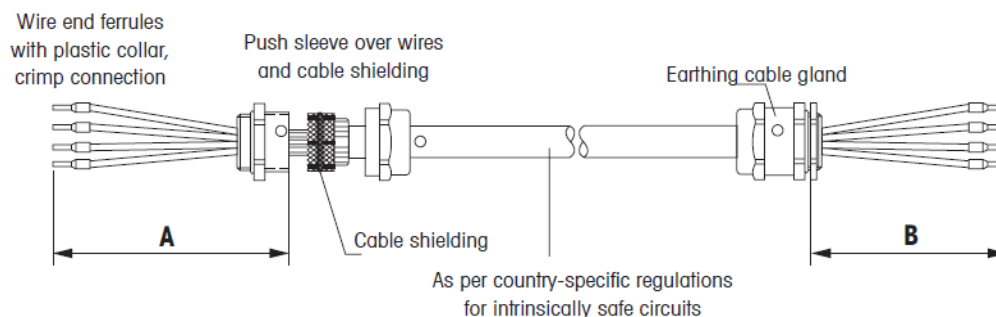 Wire end ferrules
with plastic collar,
crimp connection
Push sleeve over wires
and cable shielding
Earthing cable gland
A
B
Cable shielding
As per country-specific regulations
for intrinsically safe circuits